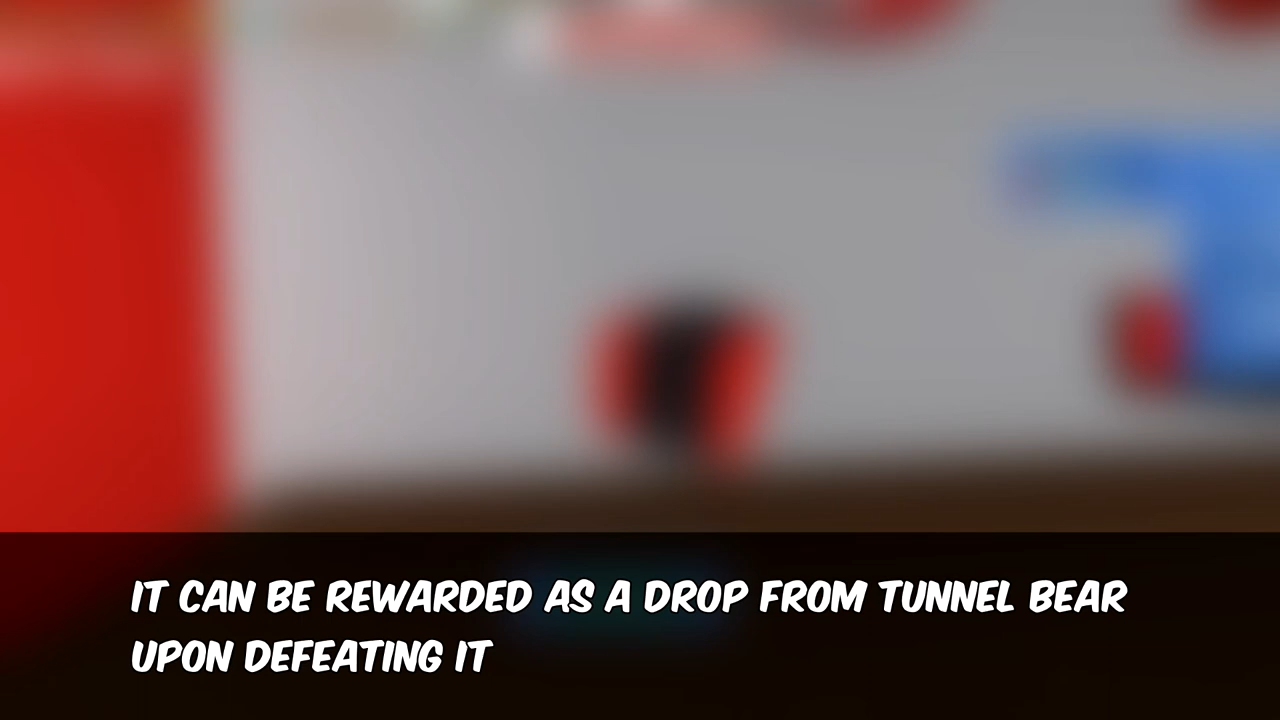 IT CAN BE REWARDED AS A DROP FROM TUNNEL BEAR
UPON DEFEATING IT